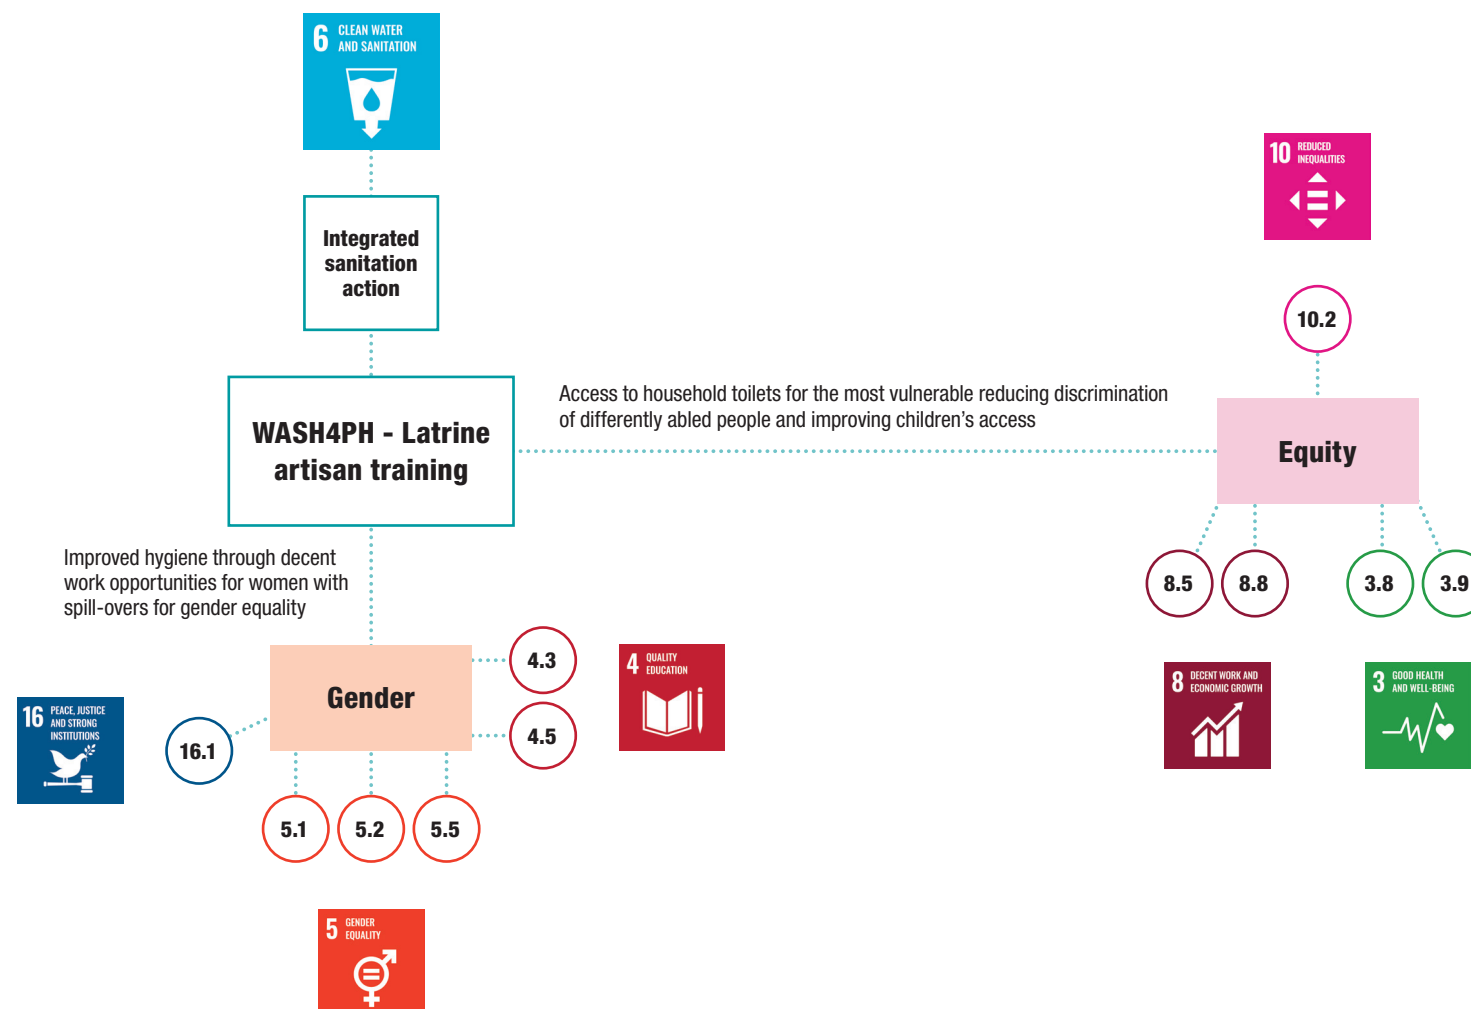 6 CLEAN WATER
AND SANITATION
Integrated
sanitation
action
WASH4PH - Latrine
artisan training
Access to household toilets for the most vulnerable reducing discrimination
of differently abled people and improving children's access
10 REDUCED
INEQUALITIES
10.2
Equity
8.5
8.8
3.8
3.9
8 DECENT WORK AND
ECONOMIC GROWTH
3 GOOD HEALTH
AND WELL-BEING
Improved hygiene through decent
work opportunities for women with
spill-overs for gender equality
Gender
4.3
4.5
4 QUALITY
EDUCATION
16 PEACE, JUSTICE
AND STRONG
INSTITUTIONS
16.1
5.1
5.2
5.5
5 GENDER
EQUALITY